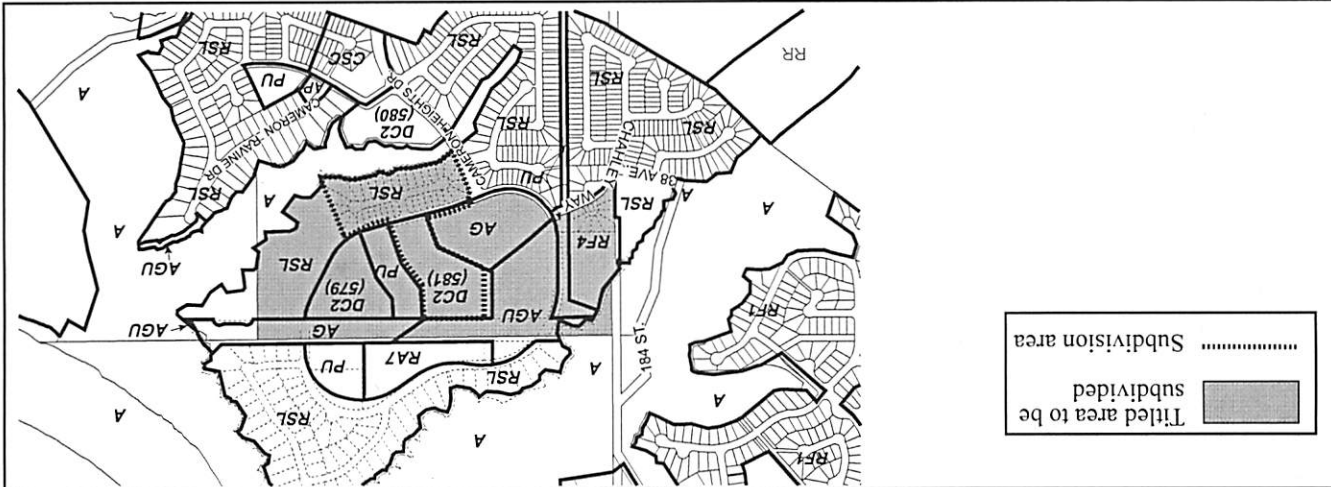 Titled area to be
subdivided
Subdivision area
RF1
A
RSL
A
A
RSL
A
PU
RA7
184 ST.
AG
AGU
RF1
AGU
DC2
(581)
DC2
(579)
PU
RSL
AGU
RF4
AG
A
A
A
RSL
RSL
RSL
38 AVE
CHAHLEY WAY
PU
CAMERON HEIGHTS DR
CAMERON RAVINE DR
DC2
(580)
RSL
RSL
RSL
AP
PU
A
RR
RSL
CSC
RSL